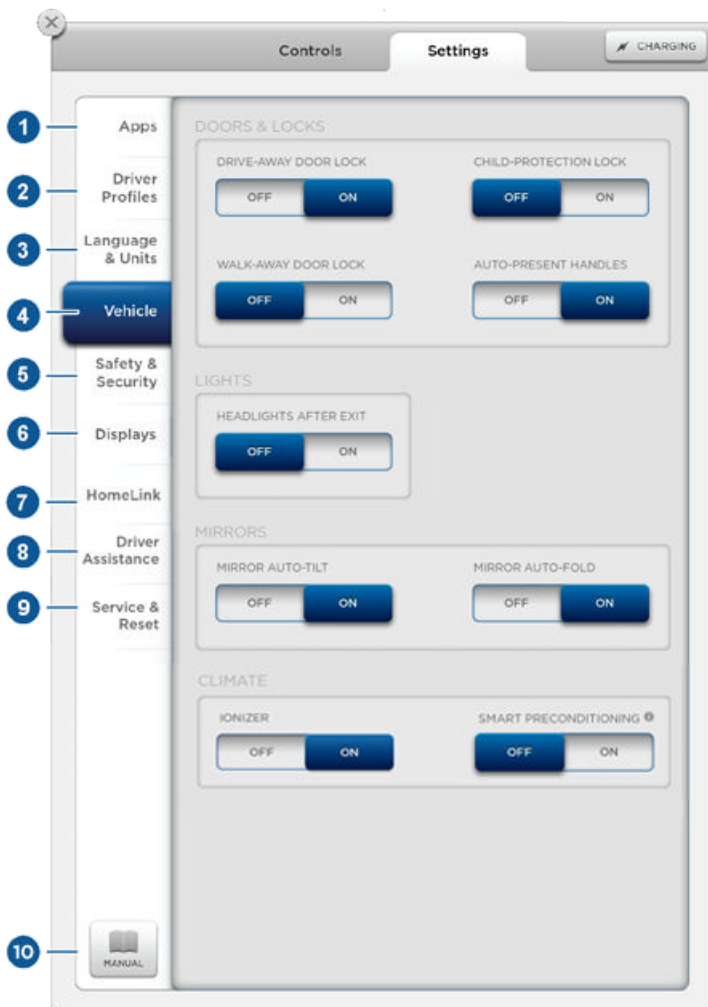 Controls
Settings
CHARGING
1
Apps
2
Driver
Profiles
3
Language
& Units
4
Vehicle
5
Safety &
Security
6
Displays
7
HomeLink
8
Driver
Assistance
9
Service &
Reset
10
MANUAL
DOORS & LOCKS
DRIVE-AWAY DOOR LOCK
OFF ON
CHILD-PROTECTION LOCK
OFF ON
WALK-AWAY DOOR LOCK
OFF ON
AUTO-PRESENT HANDLES
OFF ON
LIGHTS
HEADLIGHTS AFTER EXIT
OFF ON
MIRRORS
MIRROR AUTO-TILT
OFF ON
MIRROR AUTO-FOLD
OFF ON
CLIMATE
IONIZER
OFF ON
SMART PRECONDITIONING
OFF ON